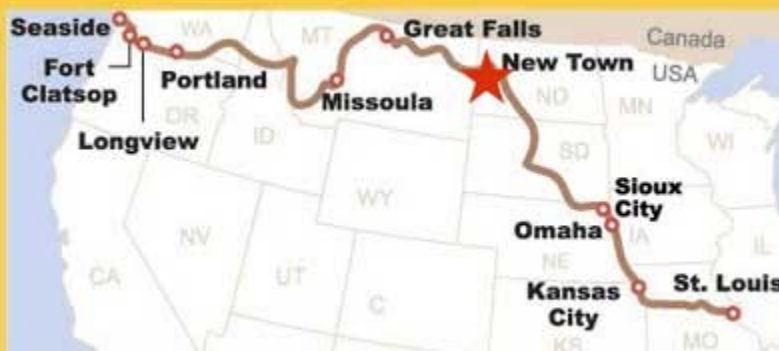 Seaside
WA
MT
Great Falls
Canada
USA
Fort
Clatsop
Portland
New Town
ND
MN
Missoula
Longview
OR
ID
SD
WI
WY
Sioux
City
Omaha
IA
NV
NE
IL
CA
UT
C
Kansas
City
St. Louis
KS
MO